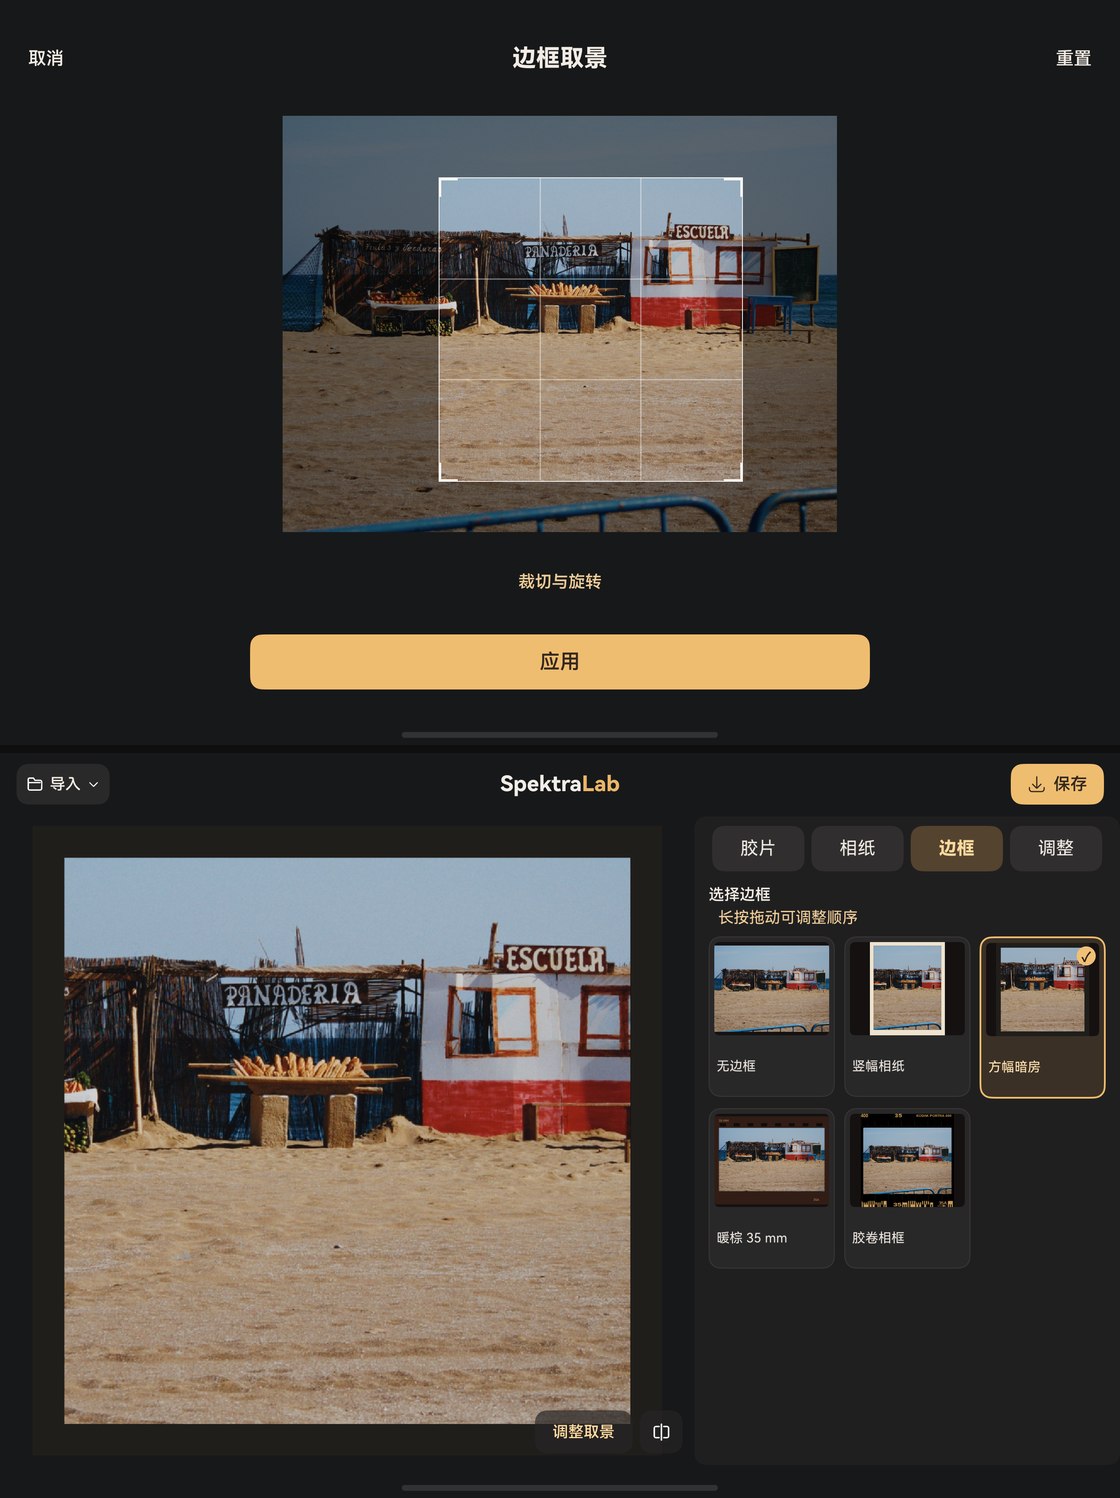 取消
边框取景
重置
Frutas y Verduras
PANADERIA
ESCUELA
裁切与旋转
应用
导入
SpektraLab
保存
胶片
相纸
边框
调整
选择边框
长按拖动可调整顺序
ESCUELA
PANADERIA
无边框
竖幅相纸
方幅暗房
暖棕 35 mm
胶卷相框
调整取景